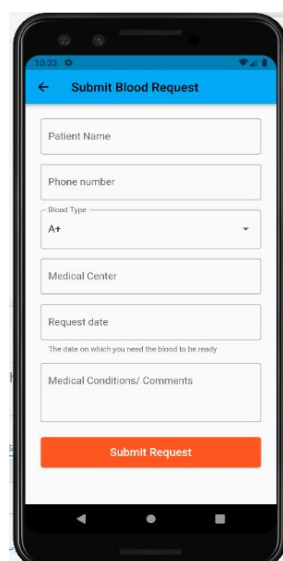 10:33
Submit Blood Request
Patient Name
Phone number
Blood Type
A+
Medical Center
Request date
The date on which you need the blood to be ready
Medical Conditions/ Comments
Submit Request